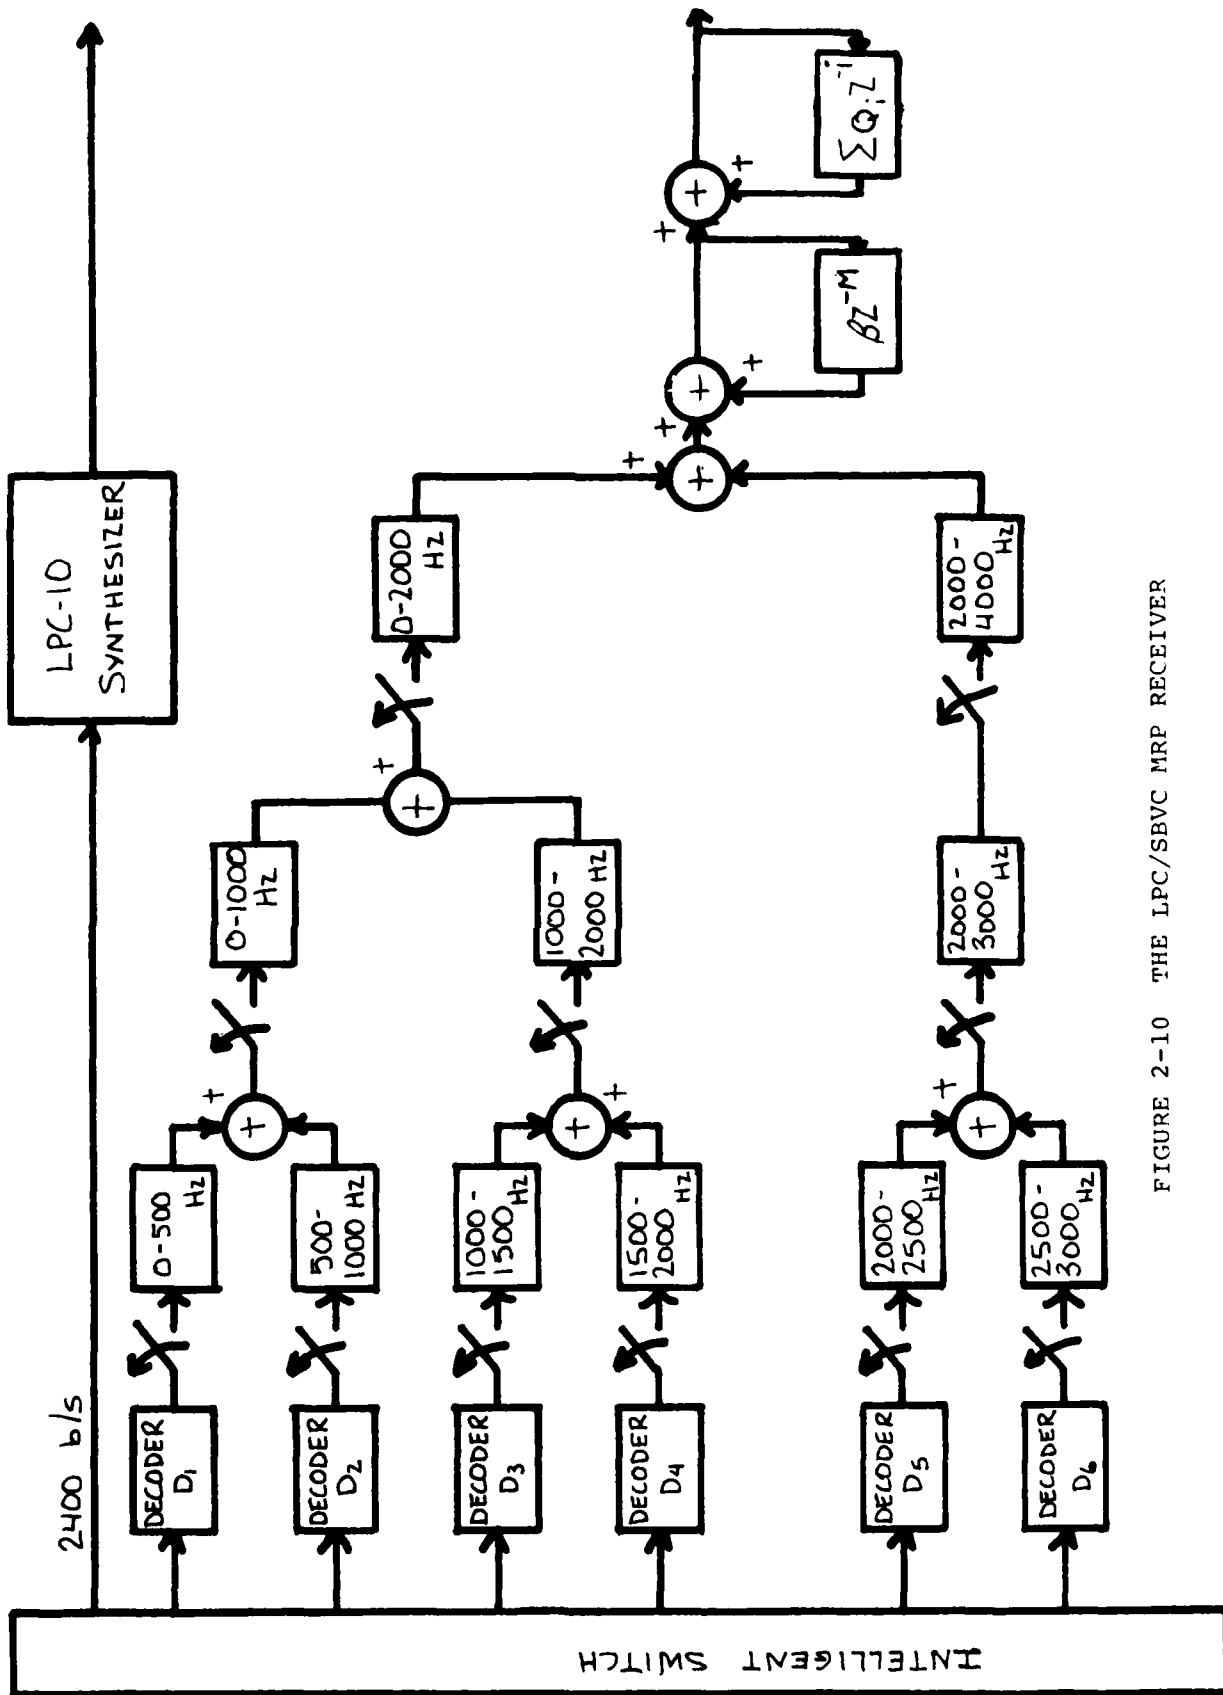 INTELLIGENT SWITCH
2400 b/s
LPC-10
SYNTHESIZER
DECODER
D1
0-500
Hz
DECODER
D2
500-
1000 Hz
+
+
0-1000
Hz
DECODER
D3
1000-
1500 Hz
DECODER
D4
1500-
2000 Hz
+
+
1000-
2000 Hz
+
+
0-2000
Hz
DECODER
D5
2000-
2500 Hz
DECODER
D6
2500-
3000 Hz
+
+
2000-
3000 Hz
2000-
4000 Hz
+
+
+
+
+
βZ^-M
+
+
+
ΣQiZ^-i
FIGURE 2-10 THE LPC/SBVC MRP RECEIVER